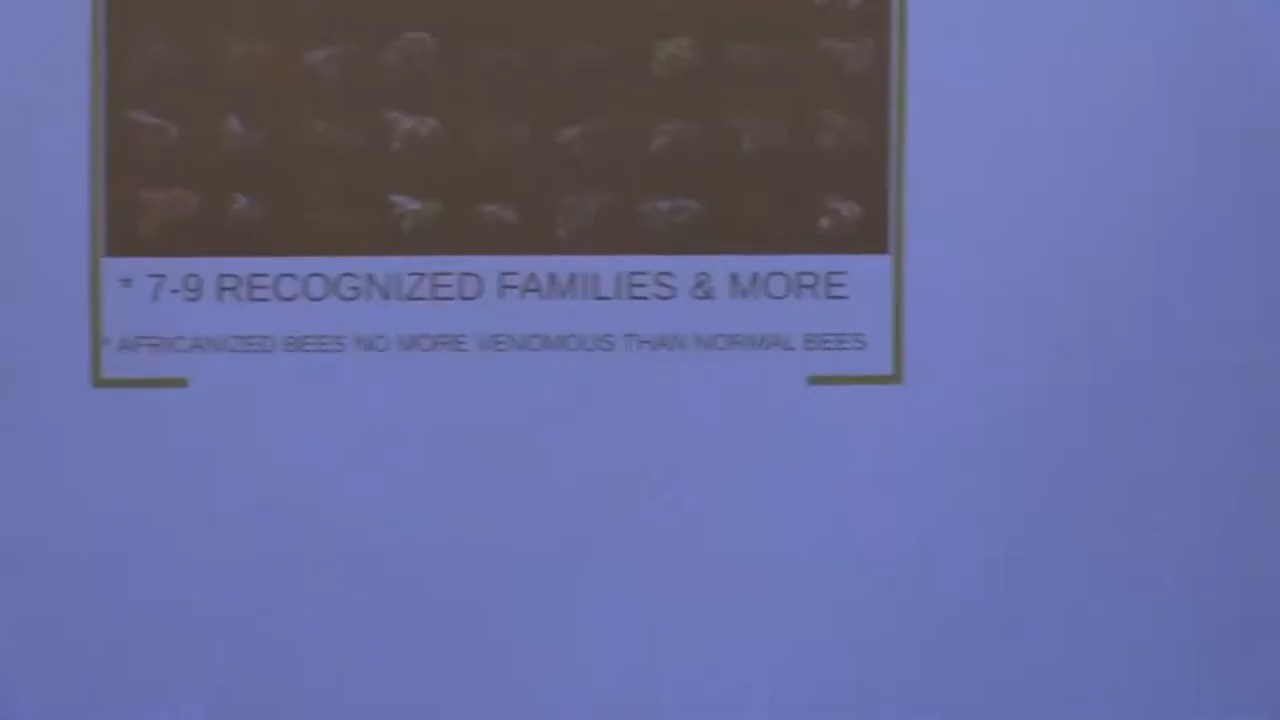 * 7-9 RECOGNIZED FAMILIES & MORE
* AFRICANIZED BEES NO MORE VENOMOUS THAN NORMAL BEES